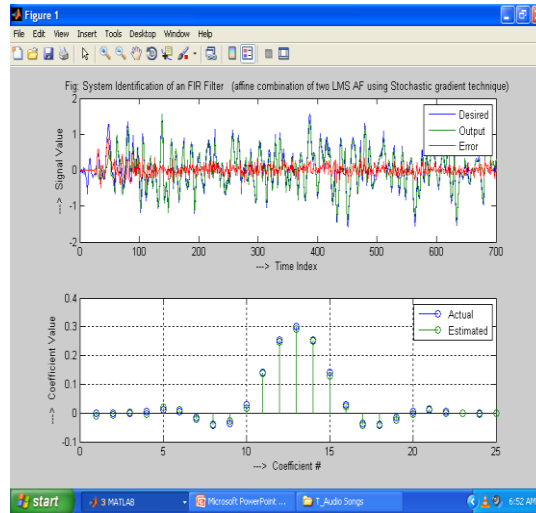 Figure 1
File Edit View Insert Tools Desktop Window Help
Fig: System Identification of an FIR Filter (affine combination of two LMS AF using Stochastic gradient technique)
2
1
0
-1
-2
---> Signal Value
Desired
Output
Error
0 100 200 300 400 500 600 700
---> Time Index
0.4
0.3
0.2
0.1
0
-0.1
---> Coefficient Value
Actual
Estimated
0 5 10 15 20 25
---> Coefficient #
start
3 MATLAB
Microsoft PowerPoint ...
T_Audio Songs
6:52 AM